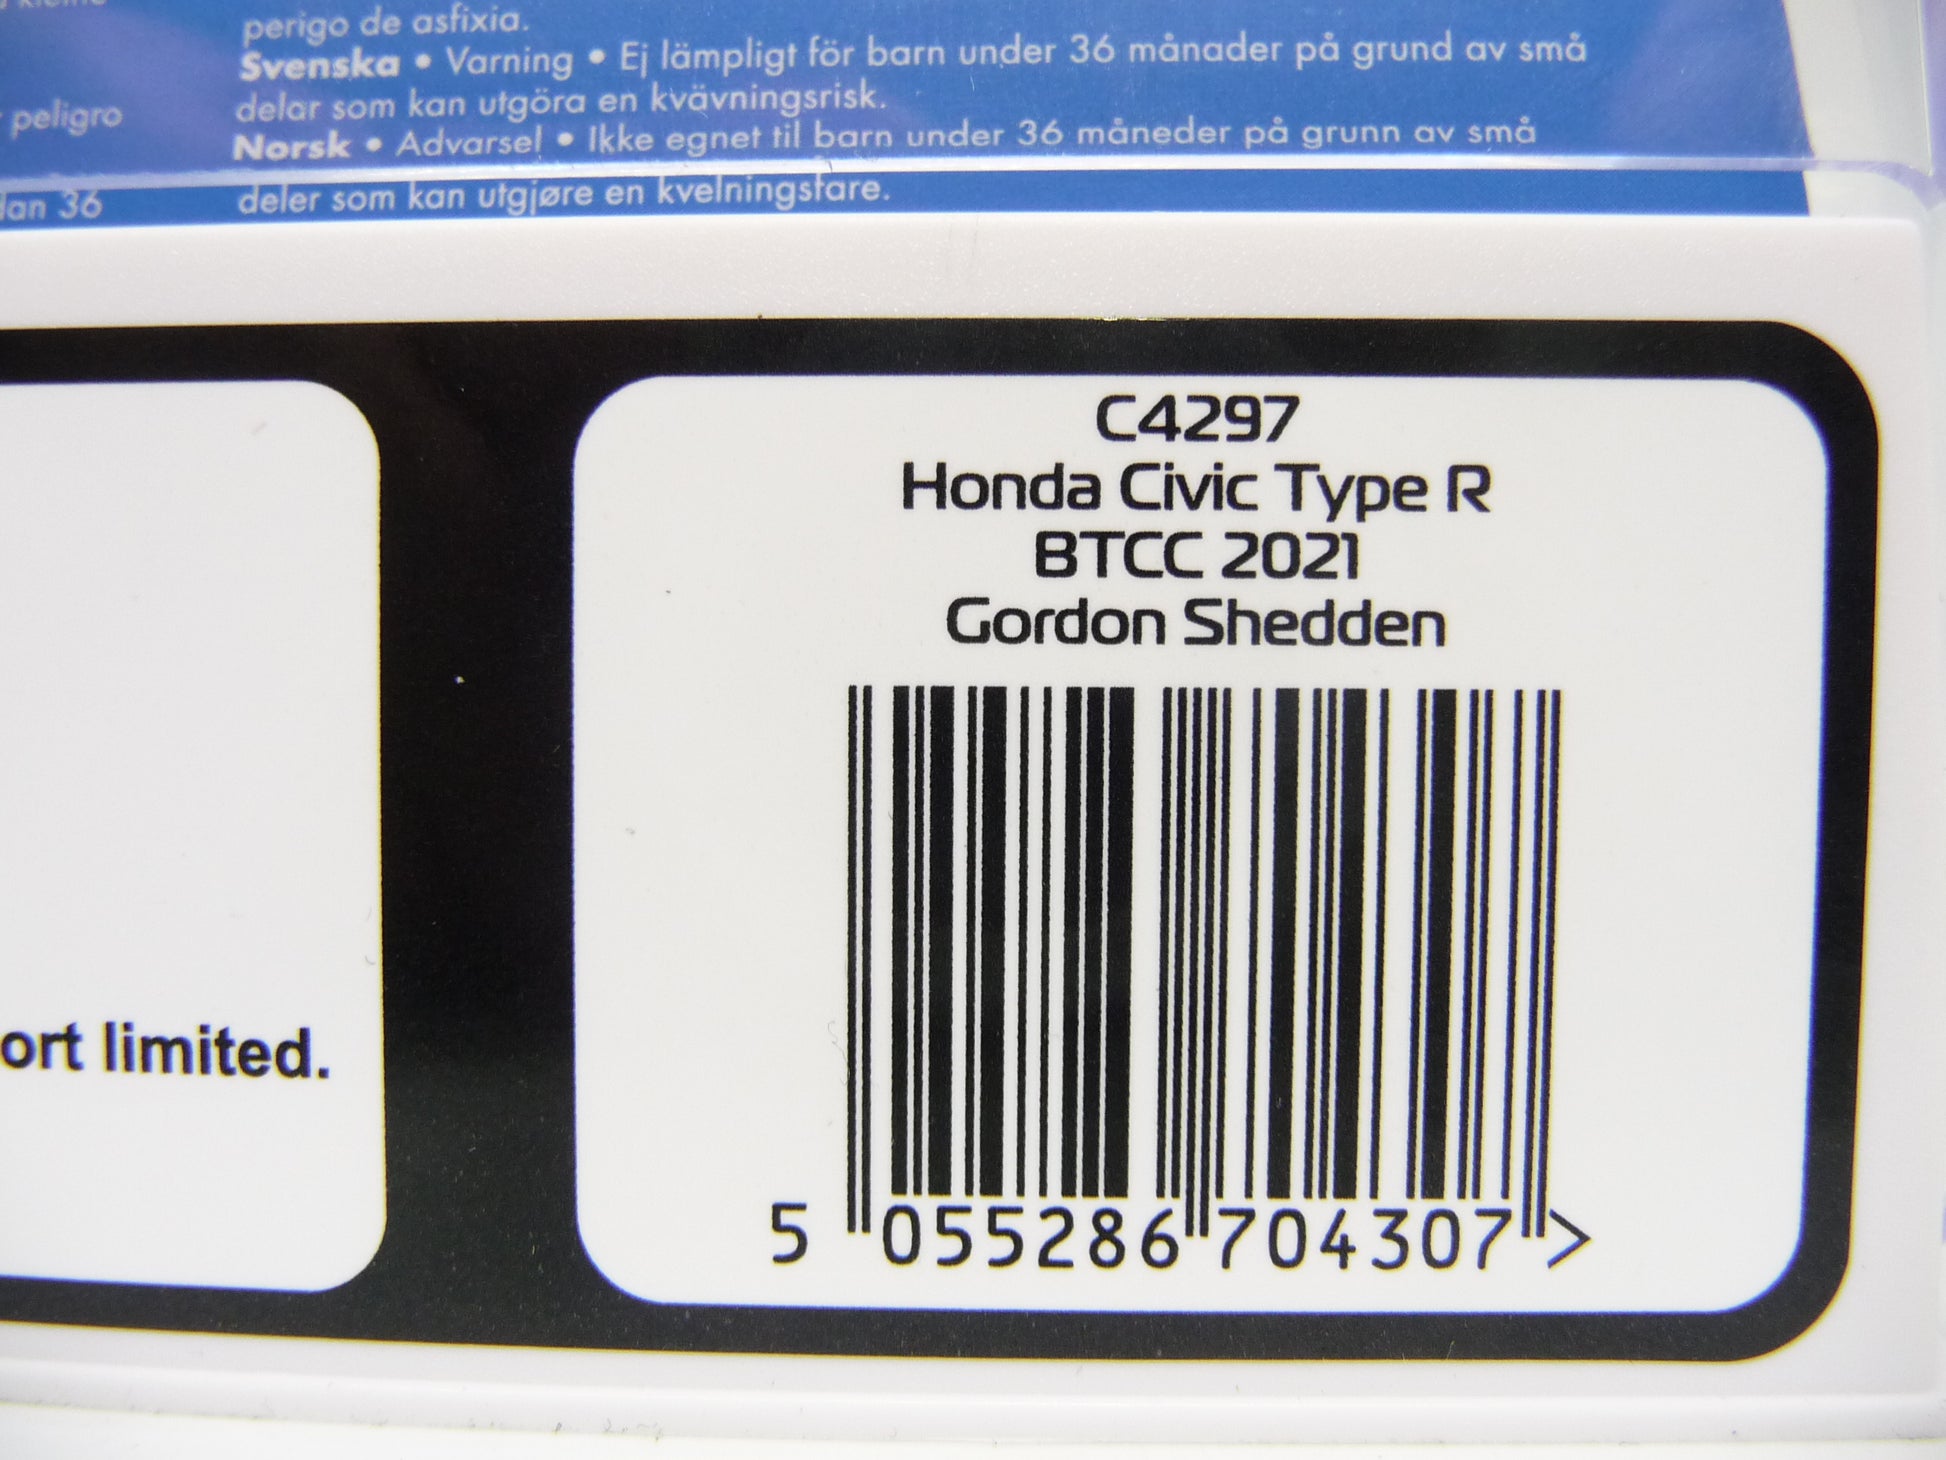 perigo de asfixia.
Svenska • Varning • Ej lämpligt för barn under 36 månader på grund av små
delar som kan utgöra en kvävningsrisk.
peligro
Norsk • Advarsel • Ikke egnet til barn under 36 måneder på grunn av små
deler som kan utgjøre en kvelningsfare.
36
C4297
Honda Civic Type R
BTCC 2021
Gordon Shedden
ort limited.
5 055286 704307 >